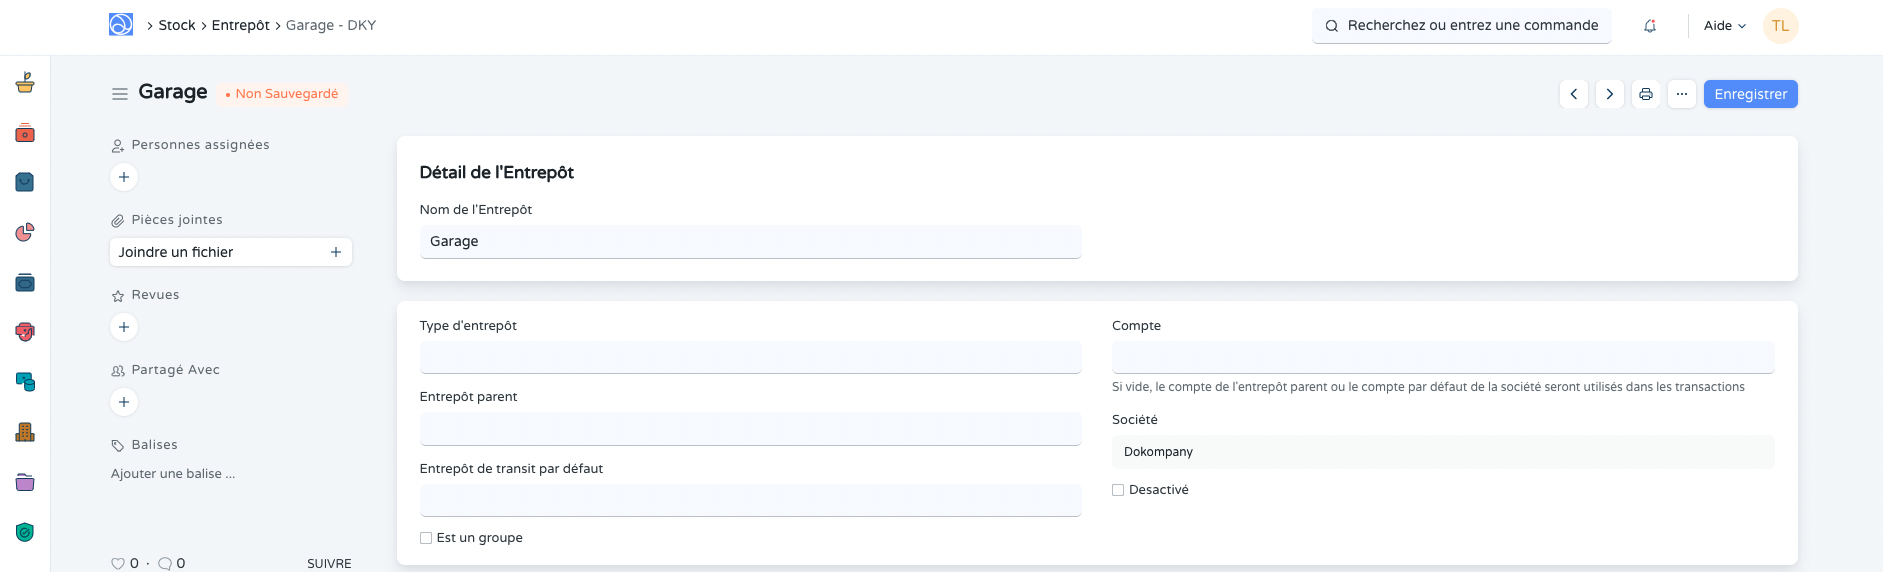 Stock Entrepôt Garage - DKY
Recherchez ou entrez une commande
Aide
TL
Garage
Non Sauvegardé
Enregistrer
Personnes assignées
Pièces jointes
Joindre un fichier
Revues
Partagé Avec
Balises
Ajouter une balise ...
0 · 0
SUIVRE
Détail de l'Entrepôt
Nom de l'Entrepôt
Garage
Type d'entrepôt
Entrepôt parent
Entrepôt de transit par défaut
Est un groupe
Compte
Si vide, le compte de l'entrepôt parent ou le compte par défaut de la société seront utilisés dans les transactions
Société
Dokompany
Desactivé